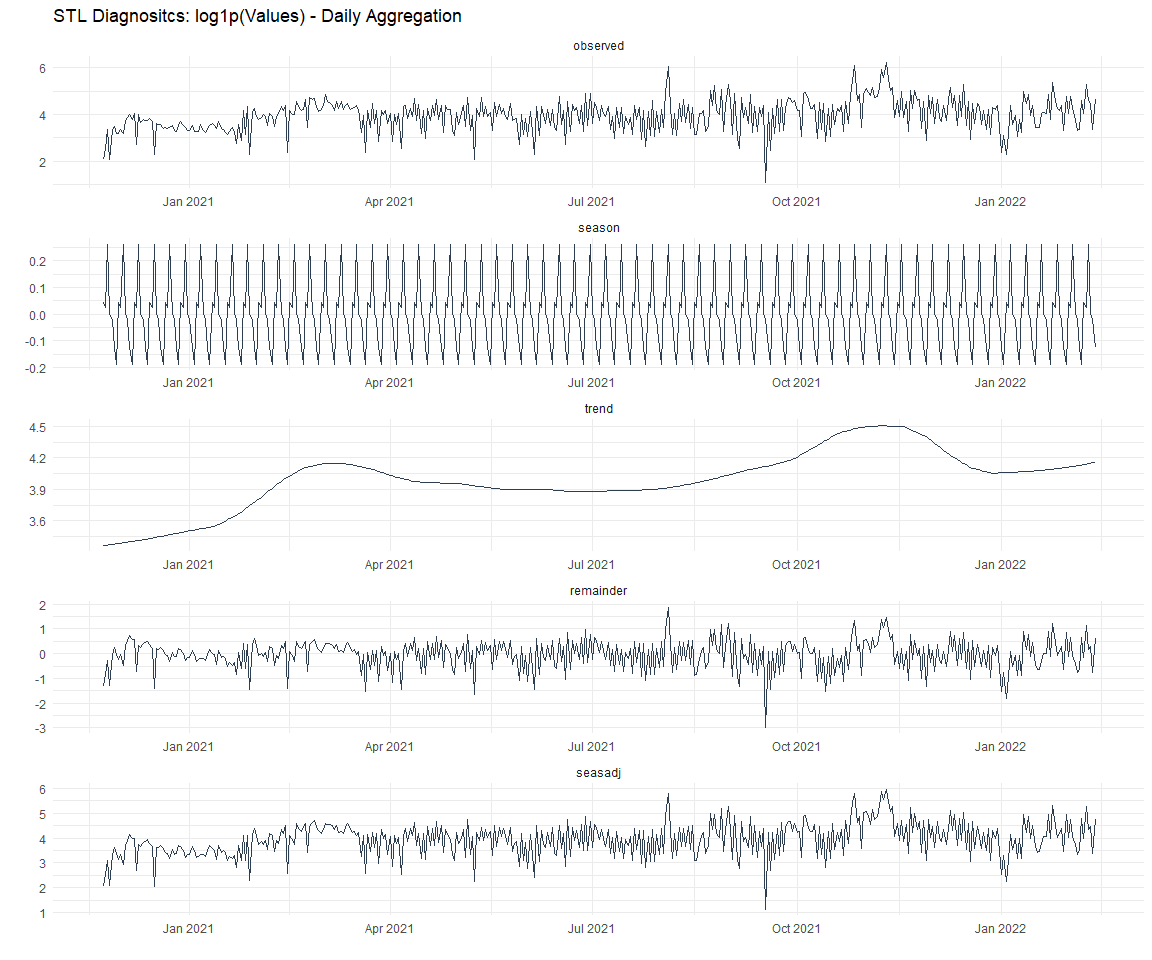 STL Diagnositcs: log1p(Values) - Daily Aggregation
observed
6
4
2
Jan 2021 Apr 2021 Jul 2021 Oct 2021 Jan 2022
season
0.2
0.1
0.0
-0.1
-0.2
Jan 2021 Apr 2021 Jul 2021 Oct 2021 Jan 2022
trend
4.5
4.2
3.9
3.6
Jan 2021 Apr 2021 Jul 2021 Oct 2021 Jan 2022
remainder
2
1
0
-1
-2
-3
Jan 2021 Apr 2021 Jul 2021 Oct 2021 Jan 2022
seasadj
6
5
4
3
2
1
Jan 2021 Apr 2021 Jul 2021 Oct 2021 Jan 2022